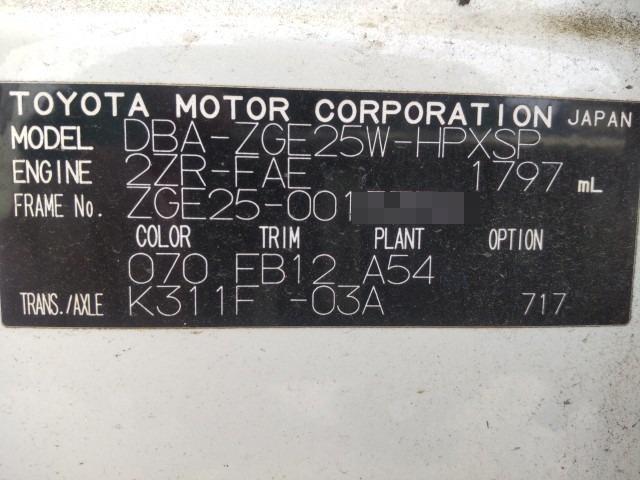 TOYOTA MOTOR CORPORATION JAPAN
MODEL DBA-ZGE25W-HPXSP
ENGINE 2ZR-FAE 1797 mL
FRAME No. ZGE25-001
COLOR TRIM PLANT OPTION
070 FB12 A54
TRANS./AXLE K311F -03A 717